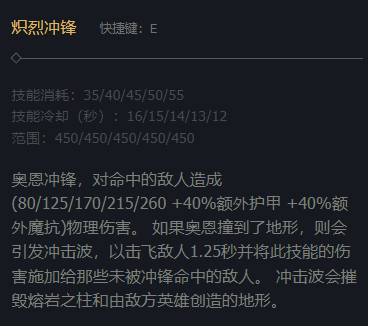 炽烈冲锋 快捷键：E
技能消耗：35/40/45/50/55
技能冷却（秒）：16/15/14/13/12
范围：450/450/450/450/450
奥恩冲锋，对命中的敌人造成
(80/125/170/215/260 +40%额外护甲 +40%额
外魔抗)物理伤害。 如果奥恩撞到了地形，则会
引发冲击波，以击飞敌人1.25秒并将此技能的伤
害施加给那些未被冲锋命中的敌人。 冲击波会摧
毁熔岩之柱和由敌方英雄创造的地形。